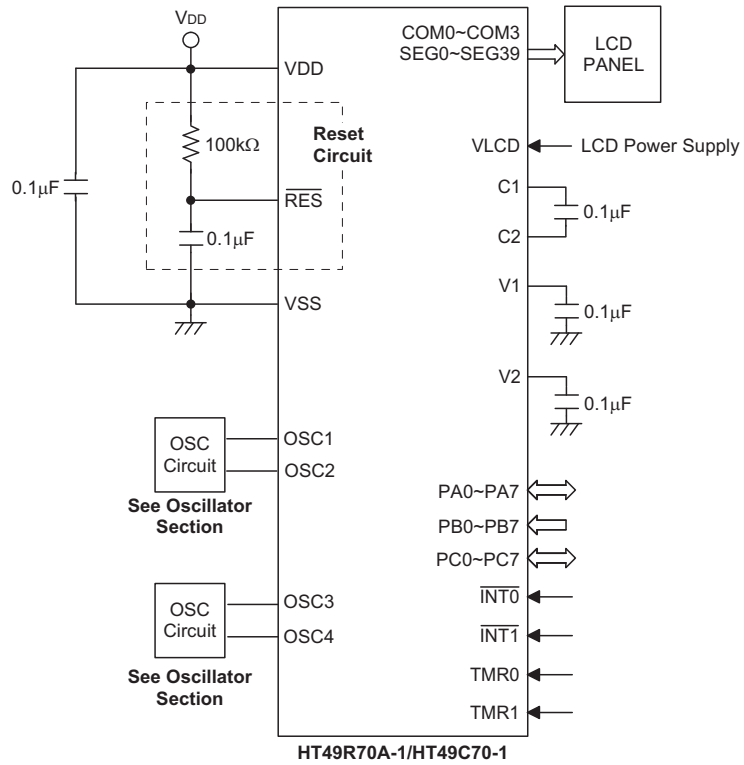 VDD
VDD
COM0~COM3
SEG0~SEG39
LCD
PANEL
Reset
Circuit
100kΩ
VLCD
LCD Power Supply
0.1μF
RES
0.1μF
C1
0.1μF
C2
VSS
V1
0.1μF
V2
0.1μF
OSC
Circuit
OSC1
OSC2
See Oscillator
Section
PA0~PA7
PB0~PB7
PC0~PC7
OSC
Circuit
OSC3
OSC4
See Oscillator
Section
INT0
INT1
TMR0
TMR1
HT49R70A-1/HT49C70-1